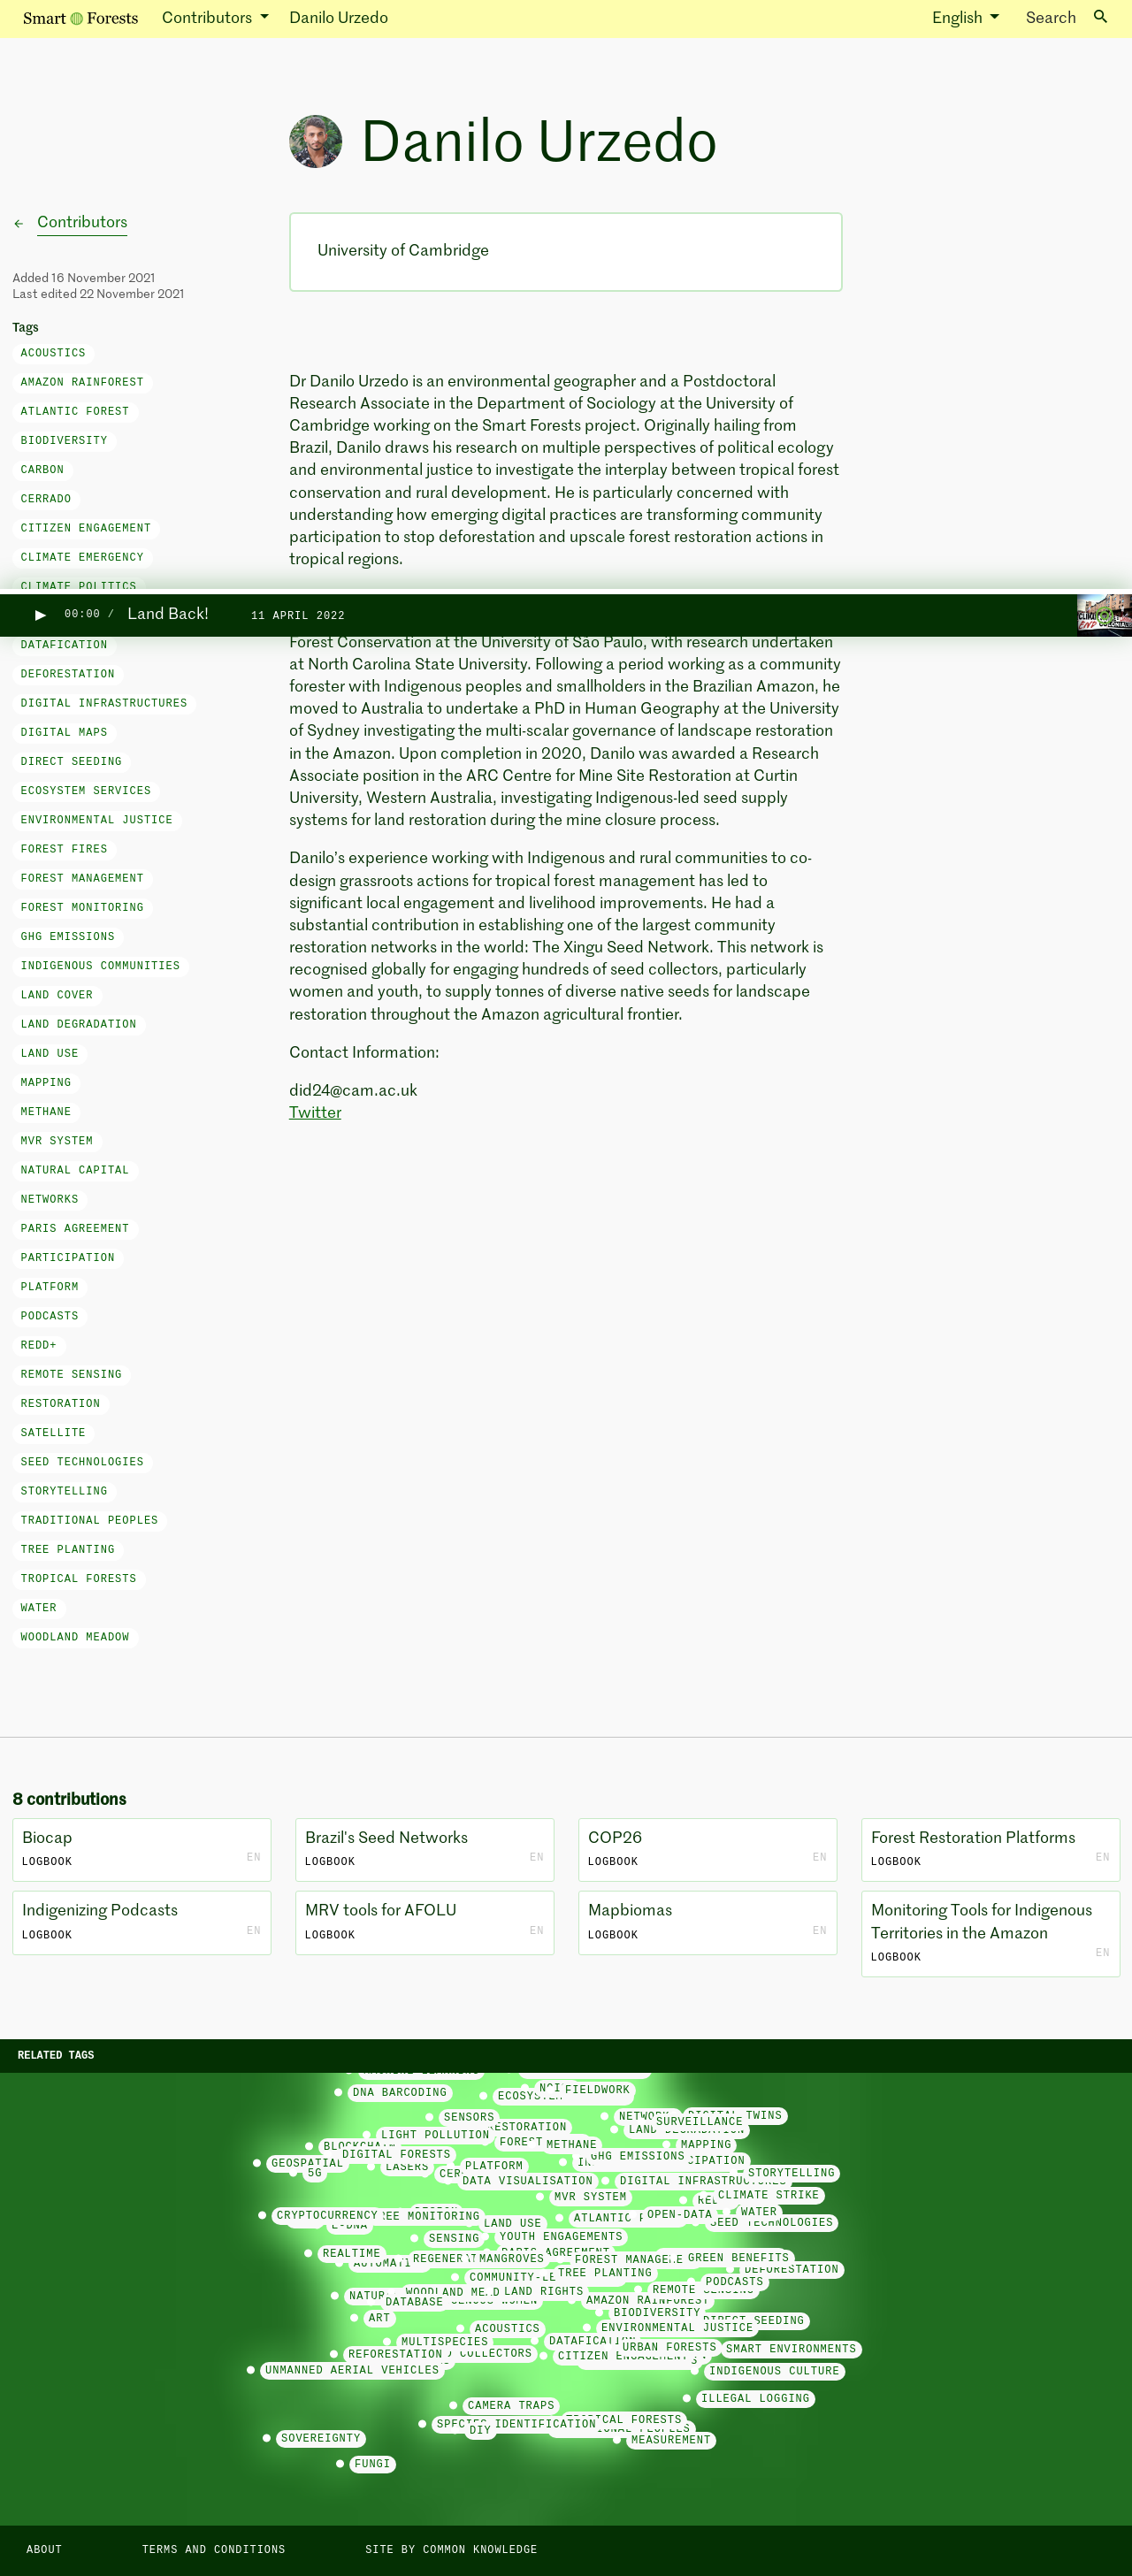 Smart Forests Contributors Danilo Urzedo English Search
Danilo Urzedo
Contributors
University of Cambridge
Added 16 November 2021
Last edited 22 November 2021
Tags
ACOUSTICS
AMAZON RAINFOREST
ATLANTIC FOREST
BIODIVERSITY
CARBON
CERRADO
CITIZEN ENGAGEMENT
CLIMATE EMERGENCY
CLIMATE POLITICS
Dr Danilo Urzedo is an environmental geographer and a Postdoctoral
Research Associate in the Department of Sociology at the University of
Cambridge working on the Smart Forests project. Originally hailing from
Brazil, Danilo draws his research on multiple perspectives of political ecology
and environmental justice to investigate the interplay between tropical forest
conservation and rural development. He is particularly concerned with
understanding how emerging digital practices are transforming community
participation to stop deforestation and upscale forest restoration actions in
tropical regions.
00:00 / Land Back! 11 APRIL 2022
DATAFICATION
DEFORESTATION
DIGITAL INFRASTRUCTURES
DIGITAL MAPS
DIRECT SEEDING
ECOSYSTEM SERVICES
ENVIRONMENTAL JUSTICE
FOREST FIRES
FOREST MANAGEMENT
FOREST MONITORING
GHG EMISSIONS
INDIGENOUS COMMUNITIES
LAND COVER
LAND DEGRADATION
LAND USE
MAPPING
METHANE
MVR SYSTEM
NATURAL CAPITAL
NETWORKS
PARIS AGREEMENT
PARTICIPATION
PLATFORM
PODCASTS
REDD+
REMOTE SENSING
RESTORATION
SATELLITE
SEED TECHNOLOGIES
STORYTELLING
TRADITIONAL PEOPLES
TREE PLANTING
TROPICAL FORESTS
WATER
WOODLAND MEADOW
Forest Conservation at the University of São Paulo, with research undertaken
at North Carolina State University. Following a period working as a community
forester with Indigenous peoples and smallholders in the Brazilian Amazon, he
moved to Australia to undertake a PhD in Human Geography at the University
of Sydney investigating the multi-scalar governance of landscape restoration
in the Amazon. Upon completion in 2020, Danilo was awarded a Research
Associate position in the ARC Centre for Mine Site Restoration at Curtin
University, Western Australia, investigating Indigenous-led seed supply
systems for land restoration during the mine closure process.
Danilo’s experience working with Indigenous and rural communities to co-
design grassroots actions for tropical forest management has led to
significant local engagement and livelihood improvements. He had a
substantial contribution in establishing one of the largest community
restoration networks in the world: The Xingu Seed Network. This network is
recognised globally for engaging hundreds of seed collectors, particularly
women and youth, to supply tonnes of diverse native seeds for landscape
restoration throughout the Amazon agricultural frontier.
Contact Information:
did24@cam.ac.uk
Twitter
8 contributions
Biocap
LOGBOOK EN
Brazil's Seed Networks
LOGBOOK EN
COP26
LOGBOOK EN
Forest Restoration Platforms
LOGBOOK EN
Indigenizing Podcasts
LOGBOOK EN
MRV tools for AFOLU
LOGBOOK EN
Mapbiomas
LOGBOOK EN
Monitoring Tools for Indigenous
Territories in the Amazon
LOGBOOK EN
RELATED TAGS
DNA BARCODING
ECOSYSTEM
FIELDWORK
SENSORS
RESTORATION
NETWORK
SURVEILLANCE
TWINS
LIGHT POLLUTION
FOREST
METHANE
MAPPING
DIGITAL FORESTS
GHG EMISSIONS
GEOSPATIAL
5G
LASERS
PLATFORM
DATA VISUALISATION
DIGITAL INFRASTRUCTURES
STORYTELLING
MVR SYSTEM
CLIMATE STRIKE
CRYPTOCURRENCY
E-DNA
MONITORING
LAND USE
ATLANTIC
OPEN-DATA
WATER
SEED TECHNOLOGIES
SENSING
YOUTH ENGAGEMENTS
REALTIME
MANGROVES
GREEN BENEFITS
TREE PLANTING
DEFORESTATION
PODCASTS
REMOTE SENSING
LAND RIGHTS
DATABASE
AMAZON RAINFOREST
BIODIVERSITY
ART
ACOUSTICS
ENVIRONMENTAL JUSTICE
SEEDING
MULTISPECIES
DATAFICATION
URBAN FORESTS
SMART ENVIRONMENTS
REFORESTATION
COLLECTORS
CITIZEN ENGAGEMENT
UNMANNED AERIAL VEHICLES
INDIGENOUS CULTURE
ILLEGAL LOGGING
CAMERA TRAPS
SPECIES IDENTIFICATION
TROPICAL FORESTS
DIY
SOVEREIGNTY
MEASUREMENT
FUNGI
ABOUT TERMS AND CONDITIONS SITE BY COMMON KNOWLEDGE